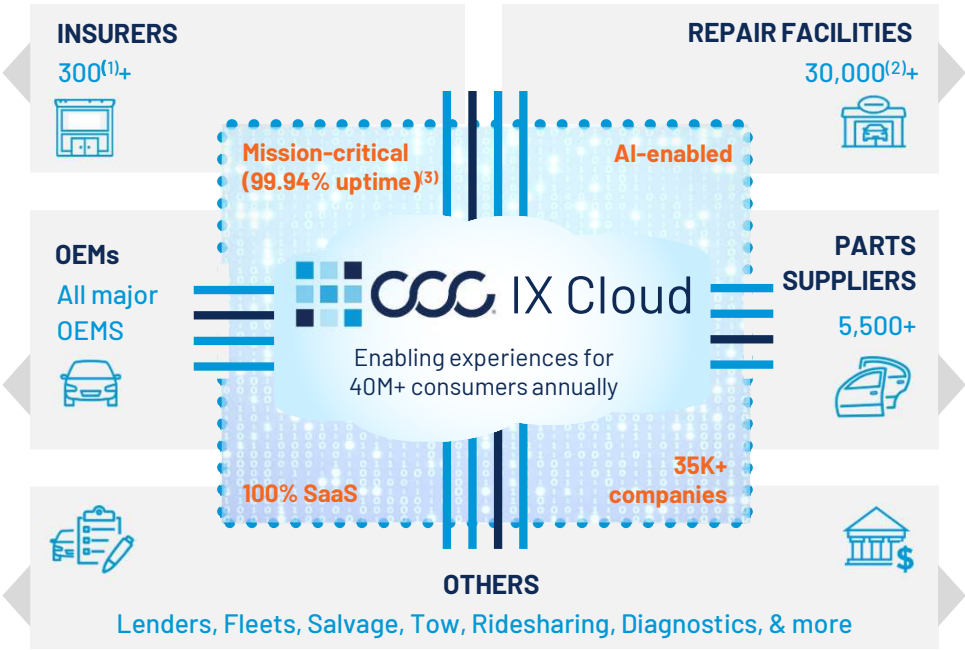 INSURERS
300(1)+
REPAIR FACILITIES
30,000(2)+
Mission-critical
(99.94% uptime)(3)
AI-enabled
OEMs
All major
OEMS
CCC. IX Cloud
Enabling experiences for
40M+ consumers annually
PARTS
SUPPLIERS
5,500+
100% SaaS
35K+
companies
$
OTHERS
Lenders, Fleets, Salvage, Tow, Ridesharing, Diagnostics, & more